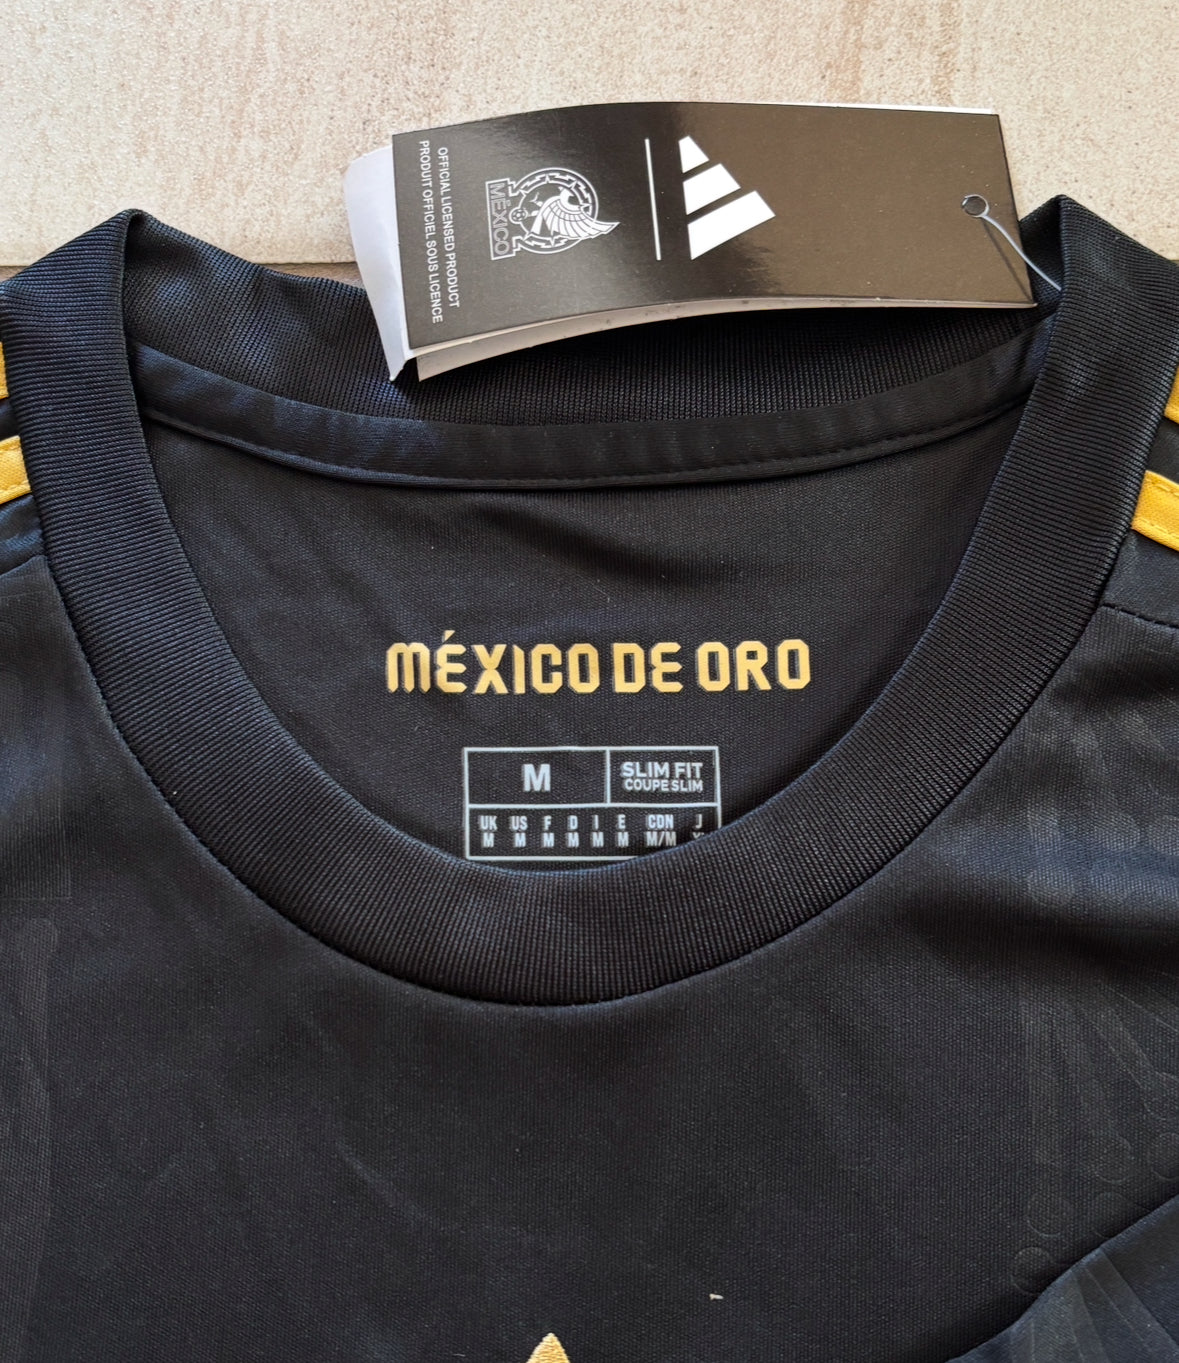 OFFICIAL LICENSED PRODUCT
PRODUIT OFFICIEL SOUS LICENCE
MÉXICO
MÉXICO DE ORO
M
SLIM FIT
COUPE SLIM
UK US F D I E CDN J
M M M M M M M/M